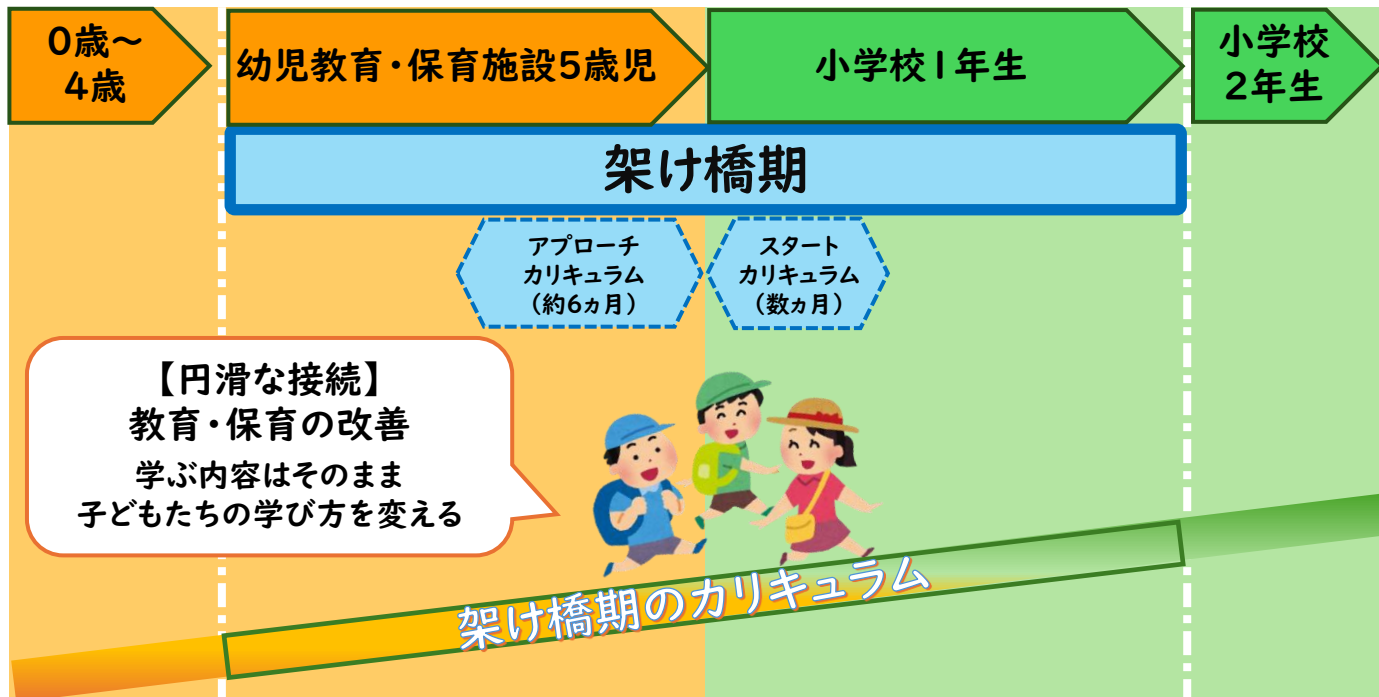 0歳～
4歳
幼児教育・保育施設5歳児
小学校1年生
小学校
2年生
架け橋期
アプローチ
カリキュラム
（約6ヵ月）
スタート
カリキュラム
（数ヵ月）
【円滑な接続】
教育・保育の改善
学ぶ内容はそのまま
子どもたちの学び方を変える
架け橋期のカリキュラム